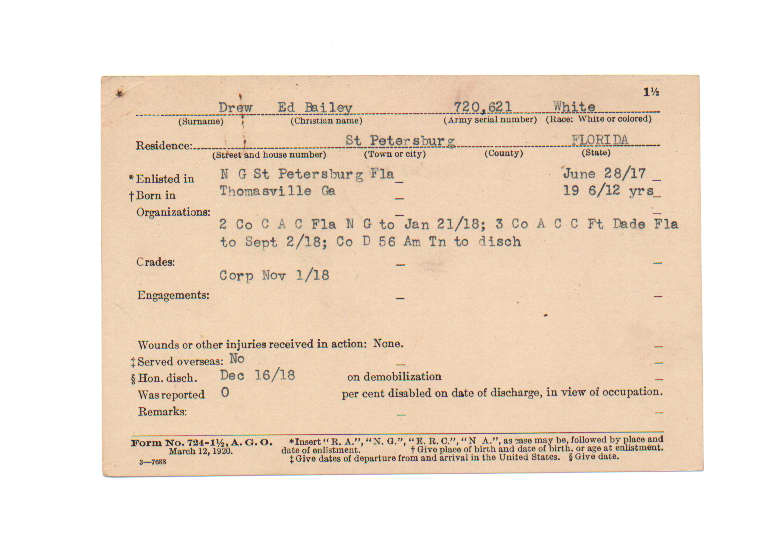 1½
Drew Ed Bailey 720,621 White
(Surname) (Christian name) (Army serial number) (Race: White or colored)
Residence: St Petersburg FLORIDA
(Street and house number) (Town or city) (County) (State)
*Enlisted in N G St Petersburg Fla June 28/17
†Born in Thomasville Ga 19 6/12 yrs
Organizations:
2 Co C A C Fla N G to Jan 21/18; 3 Co A C C Ft Dade Fla
to Sept 2/18; Co D 56 Am Tn to disch
Grades:
Corp Nov 1/18
Engagements:
Wounds or other injuries received in action: None.
‡Served overseas: No
§Hon. disch. Dec 16/18 on demobilization
Was reported 0 per cent disabled on date of discharge, in view of occupation.
Remarks:
Form No. 724-1½, A. G. O. *Insert "R. A.", "N. G.", "E. R. C.", "N A.", as case may be, followed by place and
March 12, 1920. date of enlistment. †Give place of birth and date of birth, or age at enlistment.
3—7688 ‡Give dates of departure from and arrival in the United States. §Give date.